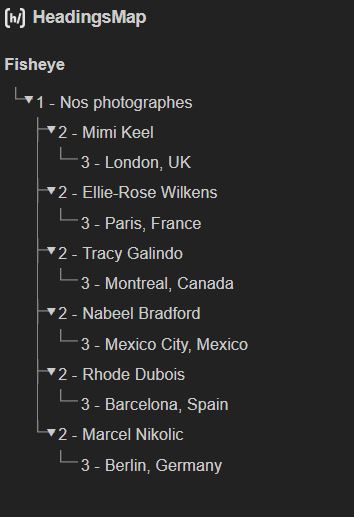 [h/] HeadingsMap
Fisheye
1 - Nos photographes
2 - Mimi Keel
3 - London, UK
2 - Ellie-Rose Wilkens
3 - Paris, France
2 - Tracy Galindo
3 - Montreal, Canada
2 - Nabeel Bradford
3 - Mexico City, Mexico
2 - Rhode Dubois
3 - Barcelona, Spain
2 - Marcel Nikolic
3 - Berlin, Germany